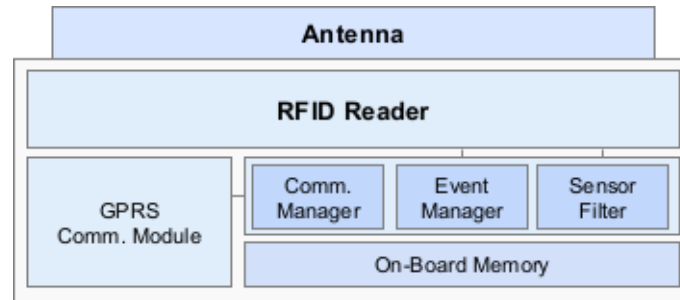 Antenna
RFID Reader
GPRS
Comm. Module
Comm.
Manager
Event
Manager
Sensor
Filter
On-Board Memory